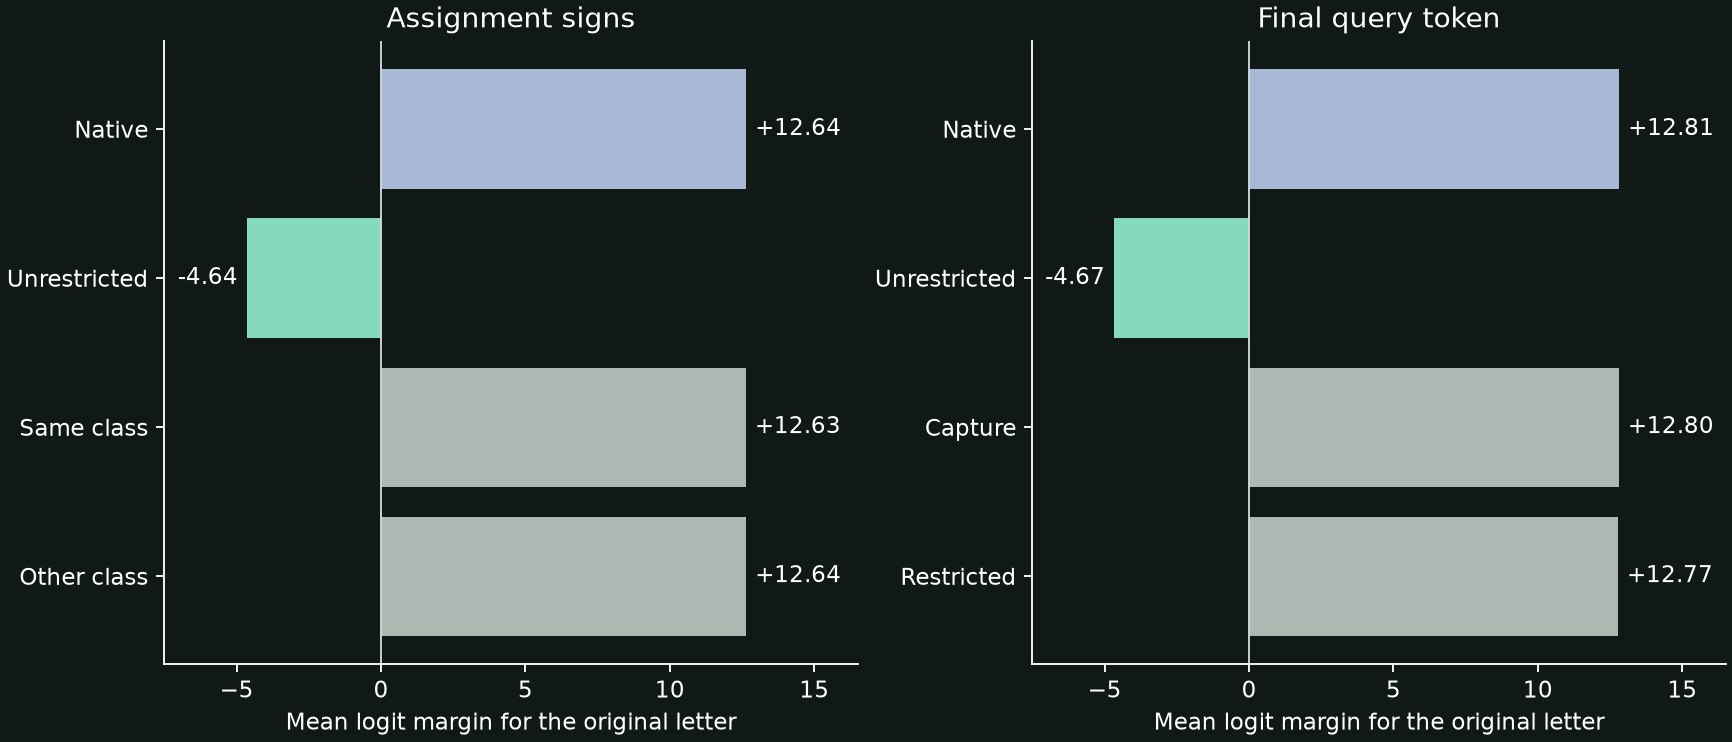 Assignment signs
Native
+12.64
Unrestricted
-4.64
Same class
+12.63
Other class
+12.64
−5
0
5
10
15
Mean logit margin for the original letter
Final query token
Native
+12.81
Unrestricted
-4.67
Capture
+12.80
Restricted
+12.77
−5
0
5
10
15
Mean logit margin for the original letter